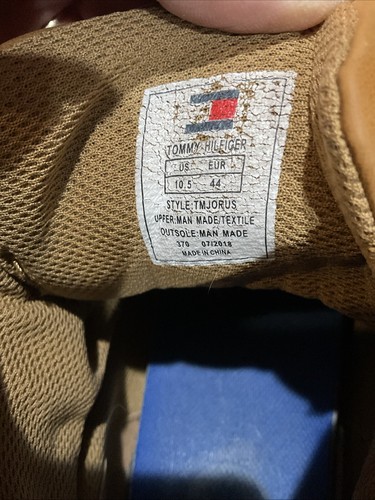 TOMMY HILFIGER
US EUR
10.5 44
STYLE:TMJORUS
UPPER:MAN MADE/TEXTILE
OUTSOLE:MAN MADE
370 07/2018
MADE IN CHINA